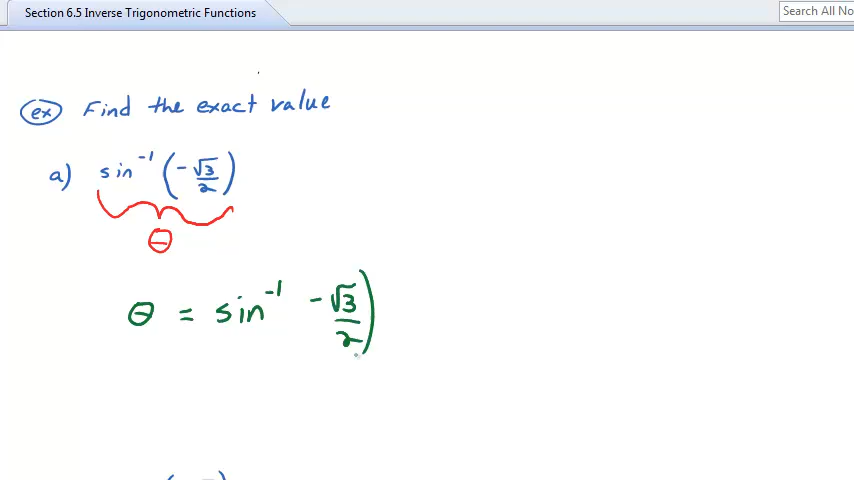 Section 6.5 Inverse Trigonometric Functions
Search All No
ex Find the exact value
a) sin⁻¹(-√3/2)
θ
θ = sin⁻¹ -√3/2)